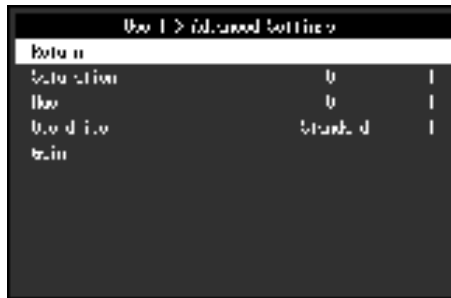 User 1 > Advanced Settings
Return
Saturation 0
Hue 0
Overdrive Standard
Gain